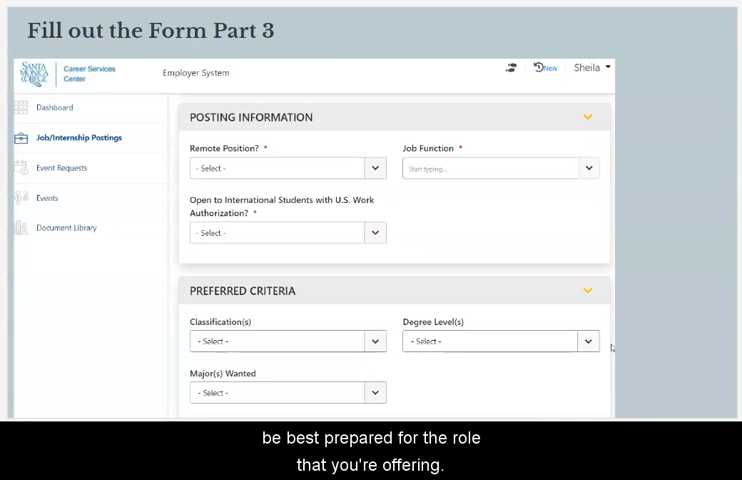 Fill out the Form Part 3
SANTA MONICA COLLEGE
Career Services Center
Employer System
New
Sheila
Dashboard
Job/Internship Postings
Event Requests
Events
Document Library
POSTING INFORMATION
Remote Position? *
Job Function *
- Select -
Start typing...
Open to International Students with U.S. Work
Authorization? *
- Select -
PREFERRED CRITERIA
Classification(s)
Degree Level(s)
- Select -
- Select -
Major(s) Wanted
- Select -
be best prepared for the role
that you're offering.